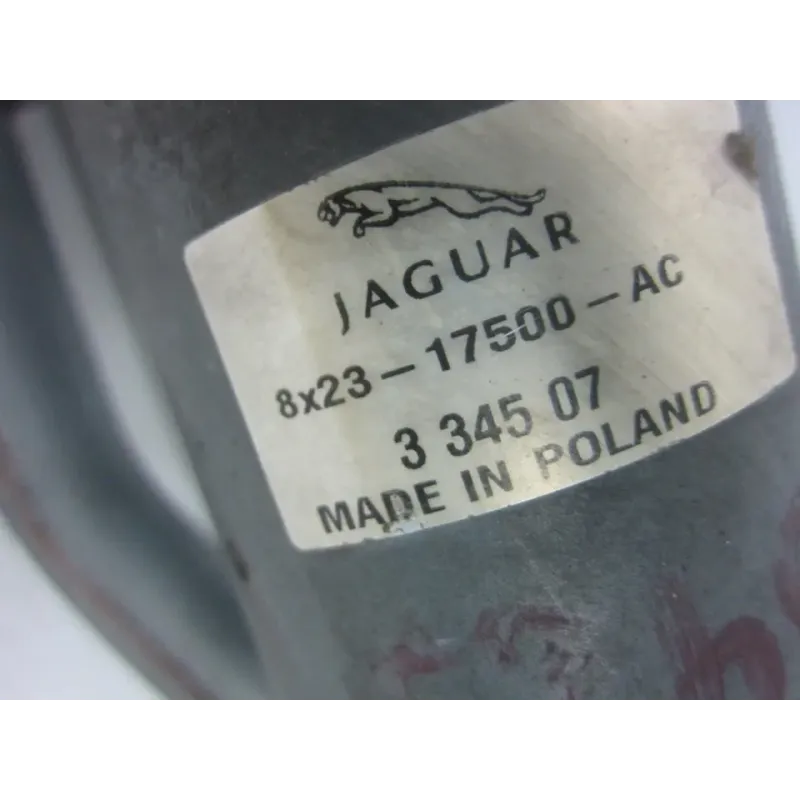 JAGUAR
8x23-17500-AC
3 345 07
MADE IN POLAND